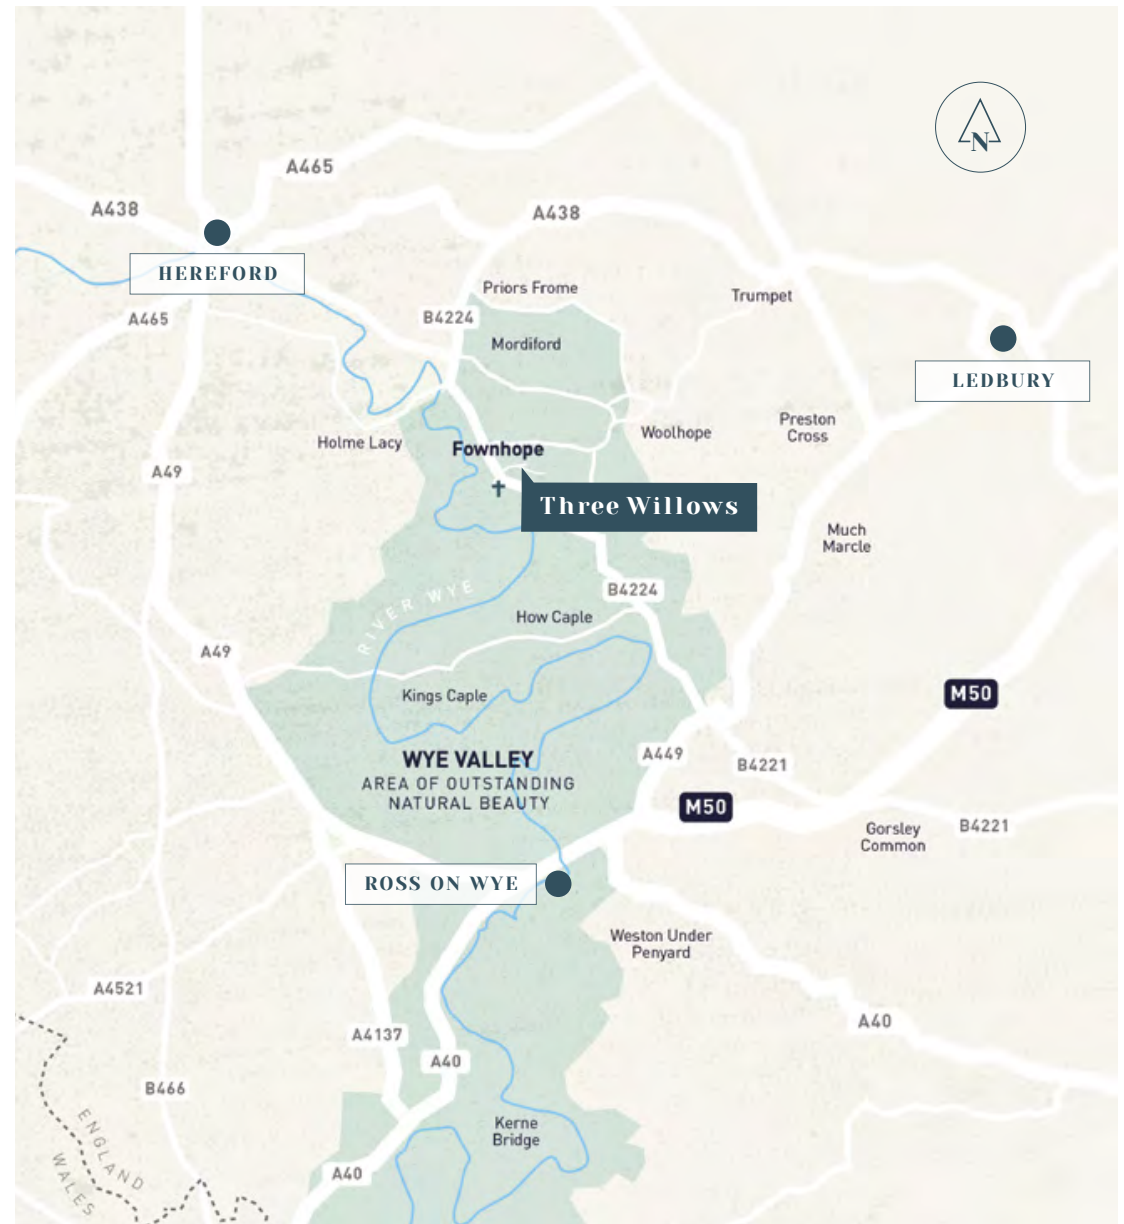 N
A465
A438
A438
HEREFORD
Priors Frome
Trumpet
A465
B4224
Mordiford
LEDBURY
Preston
Cross
Woolhope
Holme Lacy
Fownhope
A49
Three Willows
Much
Marcle
B4224
RIVER WYE
How Caple
A49
Kings Caple
M50
WYE VALLEY
AREA OF OUTSTANDING
NATURAL BEAUTY
A449
B4221
M50
Gorsley
Common
B4221
ROSS ON WYE
Weston Under
Penyard
A4521
A40
A4137
A40
B466
ENGLAND
WALES
Kerne
Bridge
A40